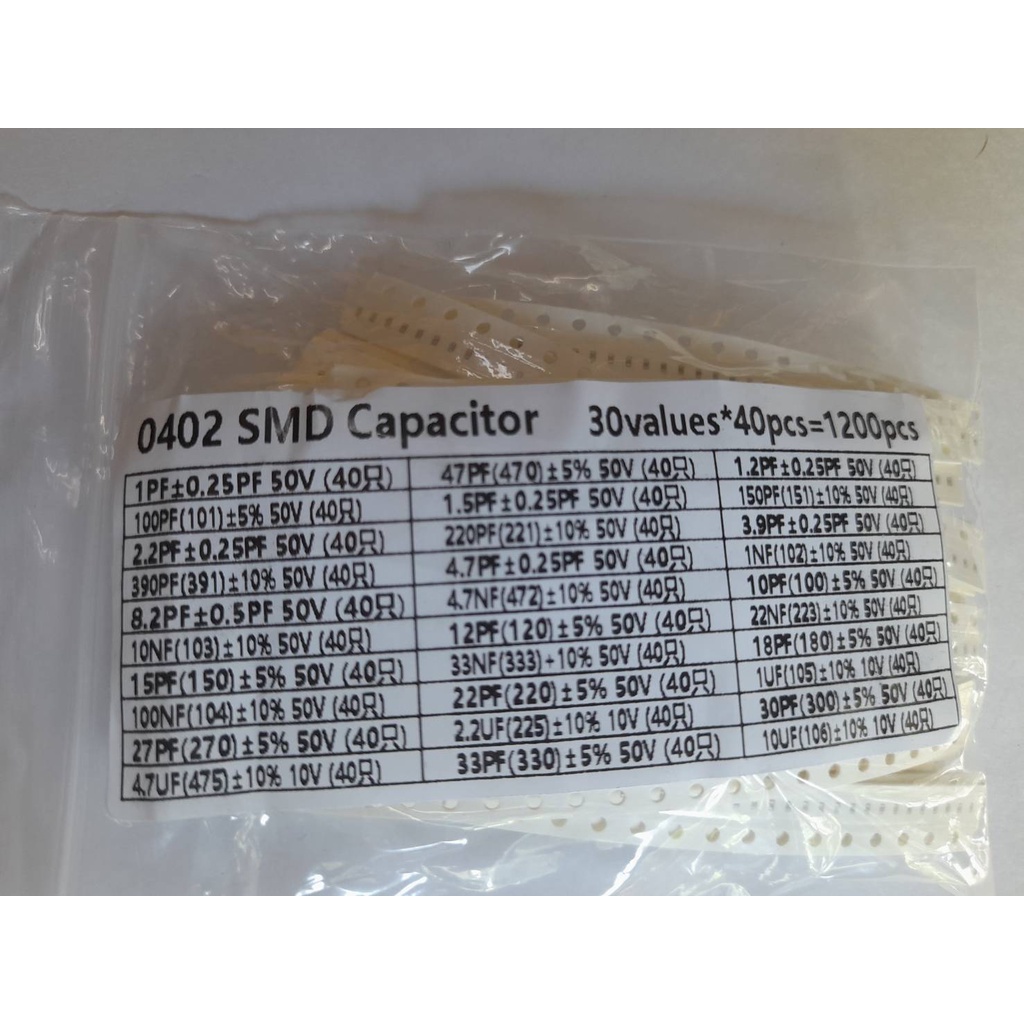 0402 SMD Capacitor 30values*40pcs=1200pcs
1PF±0.25PF 50V (40只) 47PF(470)±5% 50V (40只) 1.2PF±0.25PF 50V (40只)
100PF(101)±5% 50V (40只) 1.5PF±0.25PF 50V (40只) 150PF(151)±10% 50V (40只)
2.2PF±0.25PF 50V (40只) 220PF(221)±10% 50V (40只) 3.9PF±0.25PF 50V (40只)
390PF(391)±10% 50V (40只) 4.7PF±0.25PF 50V (40只) 1NF(102)±10% 50V (40只)
8.2PF±0.5PF 50V (40只) 4.7NF(472)±10% 50V (40只) 10PF(100)±5% 50V (40只)
10NF(103)±10% 50V (40只) 12PF(120)±5% 50V (40只) 22NF(223)±10% 50V (40只)
15PF(150)±5% 50V (40只) 33NF(333)+10% 50V (40只) 18PF(180)±5% 50V (40只)
100NF(104)±10% 50V (40只) 22PF(220)±5% 50V (40只) 1UF(105)±10% 10V (40只)
27PF(270)±5% 50V (40只) 2.2UF(225)±10% 10V (40只) 30PF(300)±5% 50V (40只)
4.7UF(475)±10% 10V (40只) 33PF(330)±5% 50V (40只) 10UF(106)±10% 10V (40只)